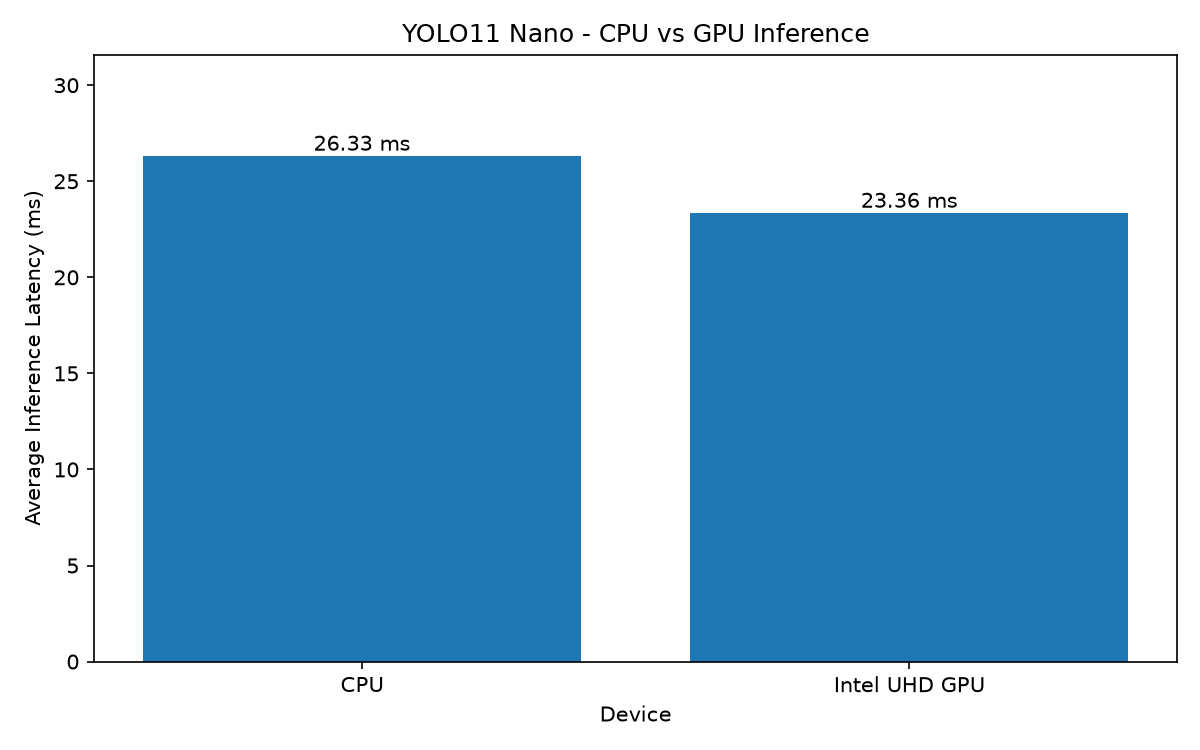 YOLO11 Nano - CPU vs GPU Inference
Average Inference Latency (ms)
30
25
20
15
10
5
0
26.33 ms
23.36 ms
CPU
Intel UHD GPU
Device